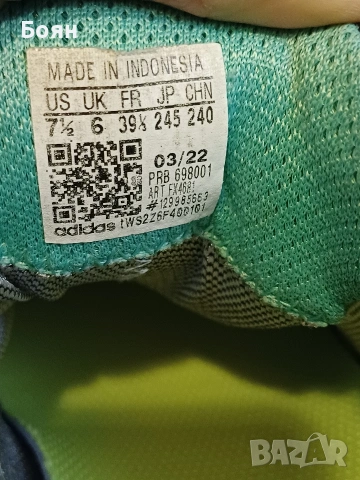 Боян
MADE IN INDONESIA
US UK FR JP CHN
7½ 6 39⅓ 245 240
03/22
PRB 698001
ART FX4681
#129985663
adidas
BAZAR